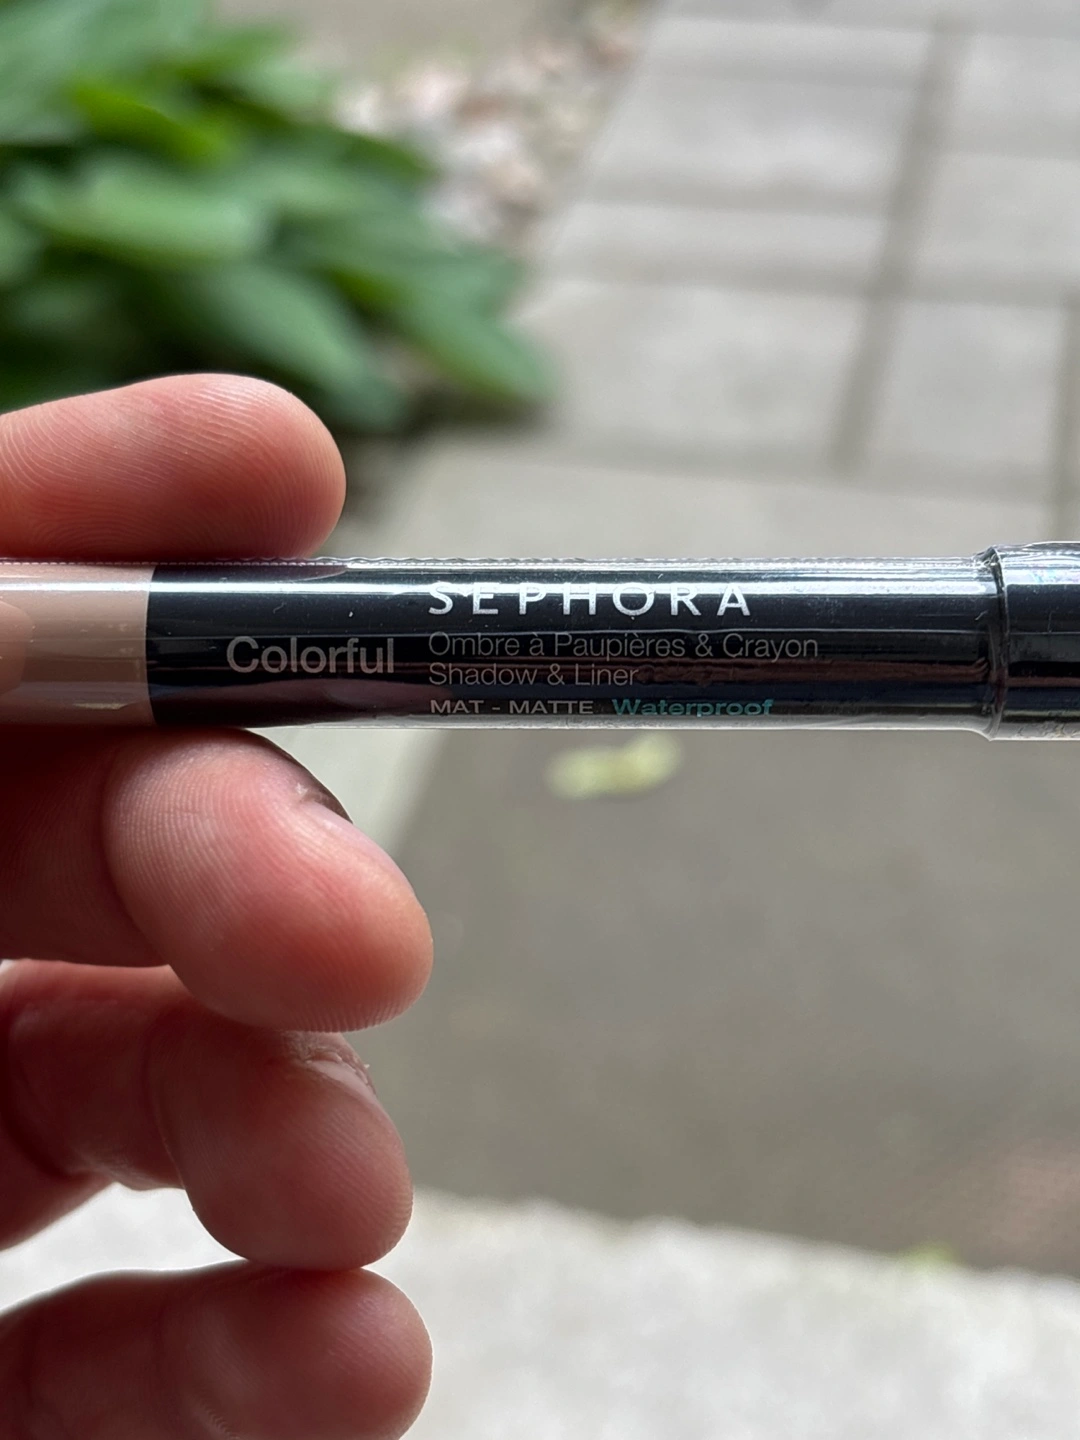 SEPHORA
Colorful
Ombre à Paupières & Crayon
Shadow & Liner
MAT - MATTE Waterproof